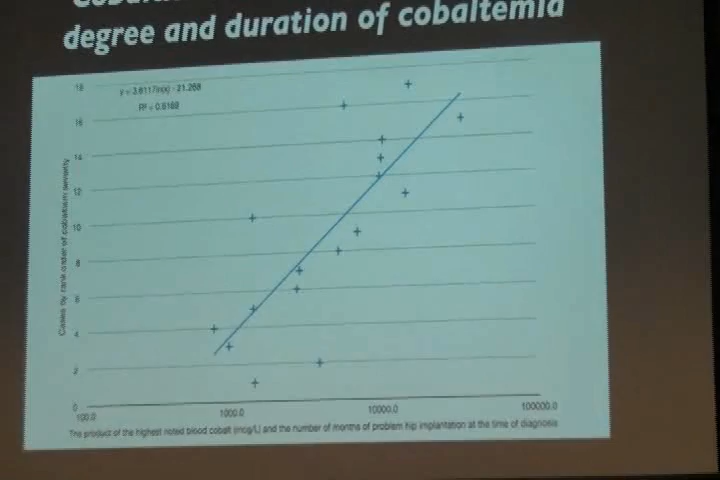 degree and duration of cobaltemia
y = 3.6117ln(x) - 21.268
R² = 0.6169
18
16
14
12
10
8
6
4
2
0
Cases by rank order of cobaltism severity
100.0 1000.0 10000.0 100000.0
The product of the highest noted blood cobalt (mcg/L) and the number of months of problem hip implantation at the time of diagnosis